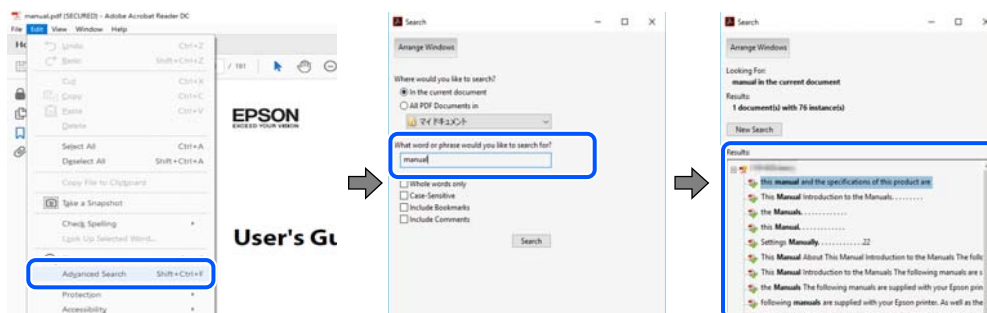 manual.pdf (SECURED) - Adobe Acrobat Reader DC
File Edit View Window Help
Undo Ctrl+Z
Redo Shift+Ctrl+Z
Cut Ctrl+X
Copy Ctrl+C
Paste Ctrl+V
Delete
Select All Ctrl+A
Deselect All Shift+Ctrl+A
Copy File to Clipboard
Take a Snapshot
Check Spelling
Look Up Selected Word...
Advanced Search Shift+Ctrl+F
Protection
Accessibility
/ 191
EPSON
EXCEED YOUR VISION
User's Gu
Search
Arrange Windows
Where would you like to search?
In the current document
All PDF Documents in
マイドキュメント
What word or phrase would you like to search for?
manual
Whole words only
Case-Sensitive
Include Bookmarks
Include Comments
Search
Search
Arrange Windows
Looking For:
manual in the current document
Results:
1 document(s) with 76 instance(s)
New Search
Results:
this manual and the specifications of this product are
This Manual Introduction to the Manuals. . . . . . . . .
the Manuals. . . . . . . . . . . . .
this Manual. . . . . . . . . . . . .
Settings Manually. . . . . . . . . . . . .22
This Manual About This Manual Introduction to the Manuals The follo
This Manual Introduction to the Manuals The following manuals are s
the Manuals The following manuals are supplied with your Epson prin
following manuals are supplied with your Epson printer. As well as the